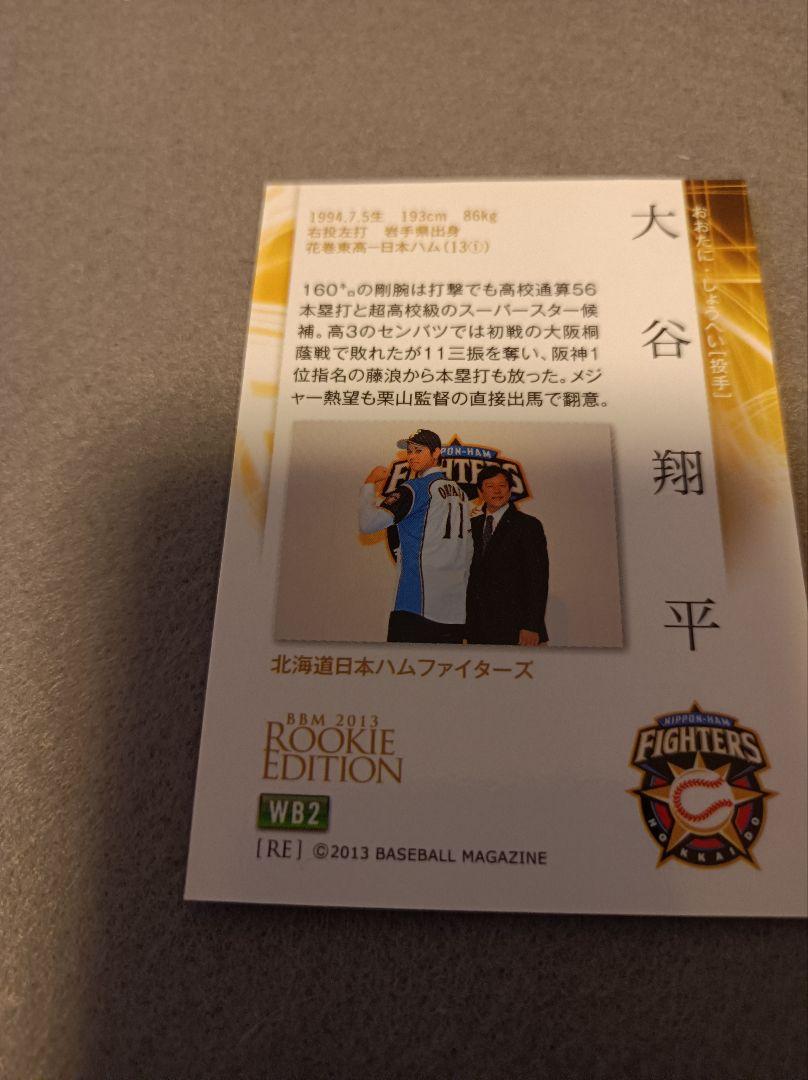 大谷翔平
おおたに・しょうへい[投手]
1994.7.5生 193cm 86kg
右投左打 岩手県出身
花巻東高―日本ハム(13①)
160㌔の剛腕は打撃でも高校通算56
本塁打と超高校級のスーパースター候
補。高3のセンバツでは初戦の大阪桐
蔭戦で敗れたが11三振を奪い、阪神1
位指名の藤浪から本塁打も放った。メジ
ャー熱望も栗山監督の直接出馬で翻意。
NIPPON-HAM
FIGHTERS
11
北海道日本ハムファイターズ
BBM 2013
ROOKIE
EDITION
WB2
[RE] ©2013 BASEBALL MAGAZINE
NIPPON-HAM
FIGHTERS
HOKKAIDO